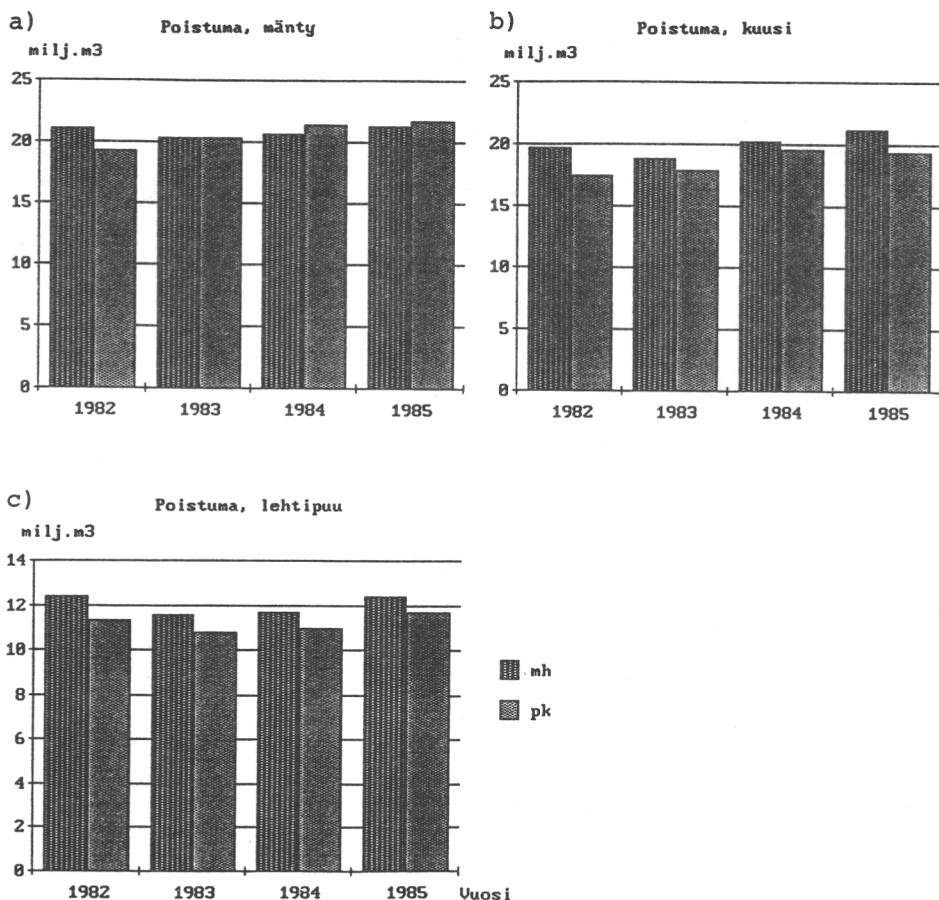 a)
Poistuma, mänty
milj.m3
25
20
15
10
5
0
1982 1983 1984 1985
b)
Poistuma, kuusi
milj.m3
25
20
15
10
5
0
1982 1983 1984 1985
c)
Poistuma, lehtipuu
milj.m3
14
12
10
8
6
4
2
0
1982 1983 1984 1985 Vuosi
mh
pk